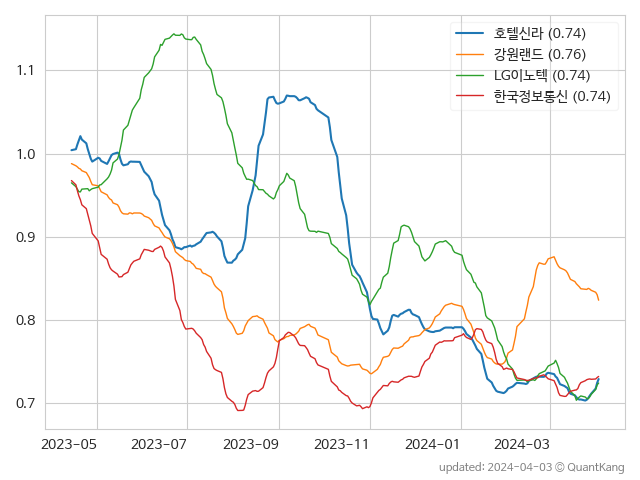 호텔신라 (0.74)
강원랜드 (0.76)
LG이노텍 (0.74)
한국정보통신 (0.74)
1.1
1.0
0.9
0.8
0.7
2023-05 2023-07 2023-09 2023-11 2024-01 2024-03
updated: 2024-04-03 © QuantKang